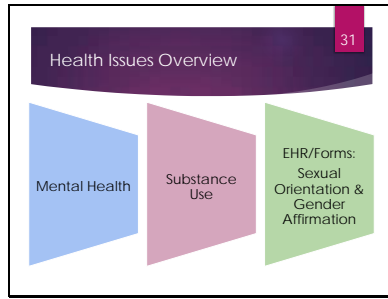 31
Health Issues Overview
Mental Health
Substance
Use
EHR/Forms:
Sexual
Orientation &
Gender
Affirmation